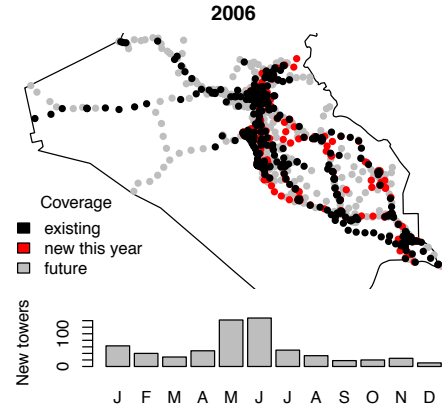 2006
Coverage
existing
new this year
future
New towers
0 100
J F M A M J J A S O N D